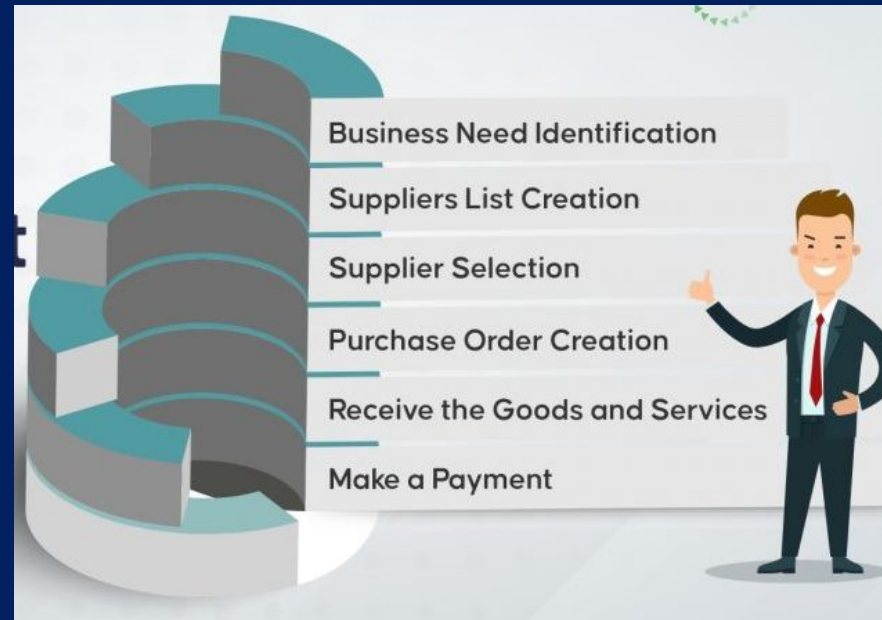 Business Need Identification
Suppliers List Creation
Supplier Selection
Purchase Order Creation
Receive the Goods and Services
Make a Payment